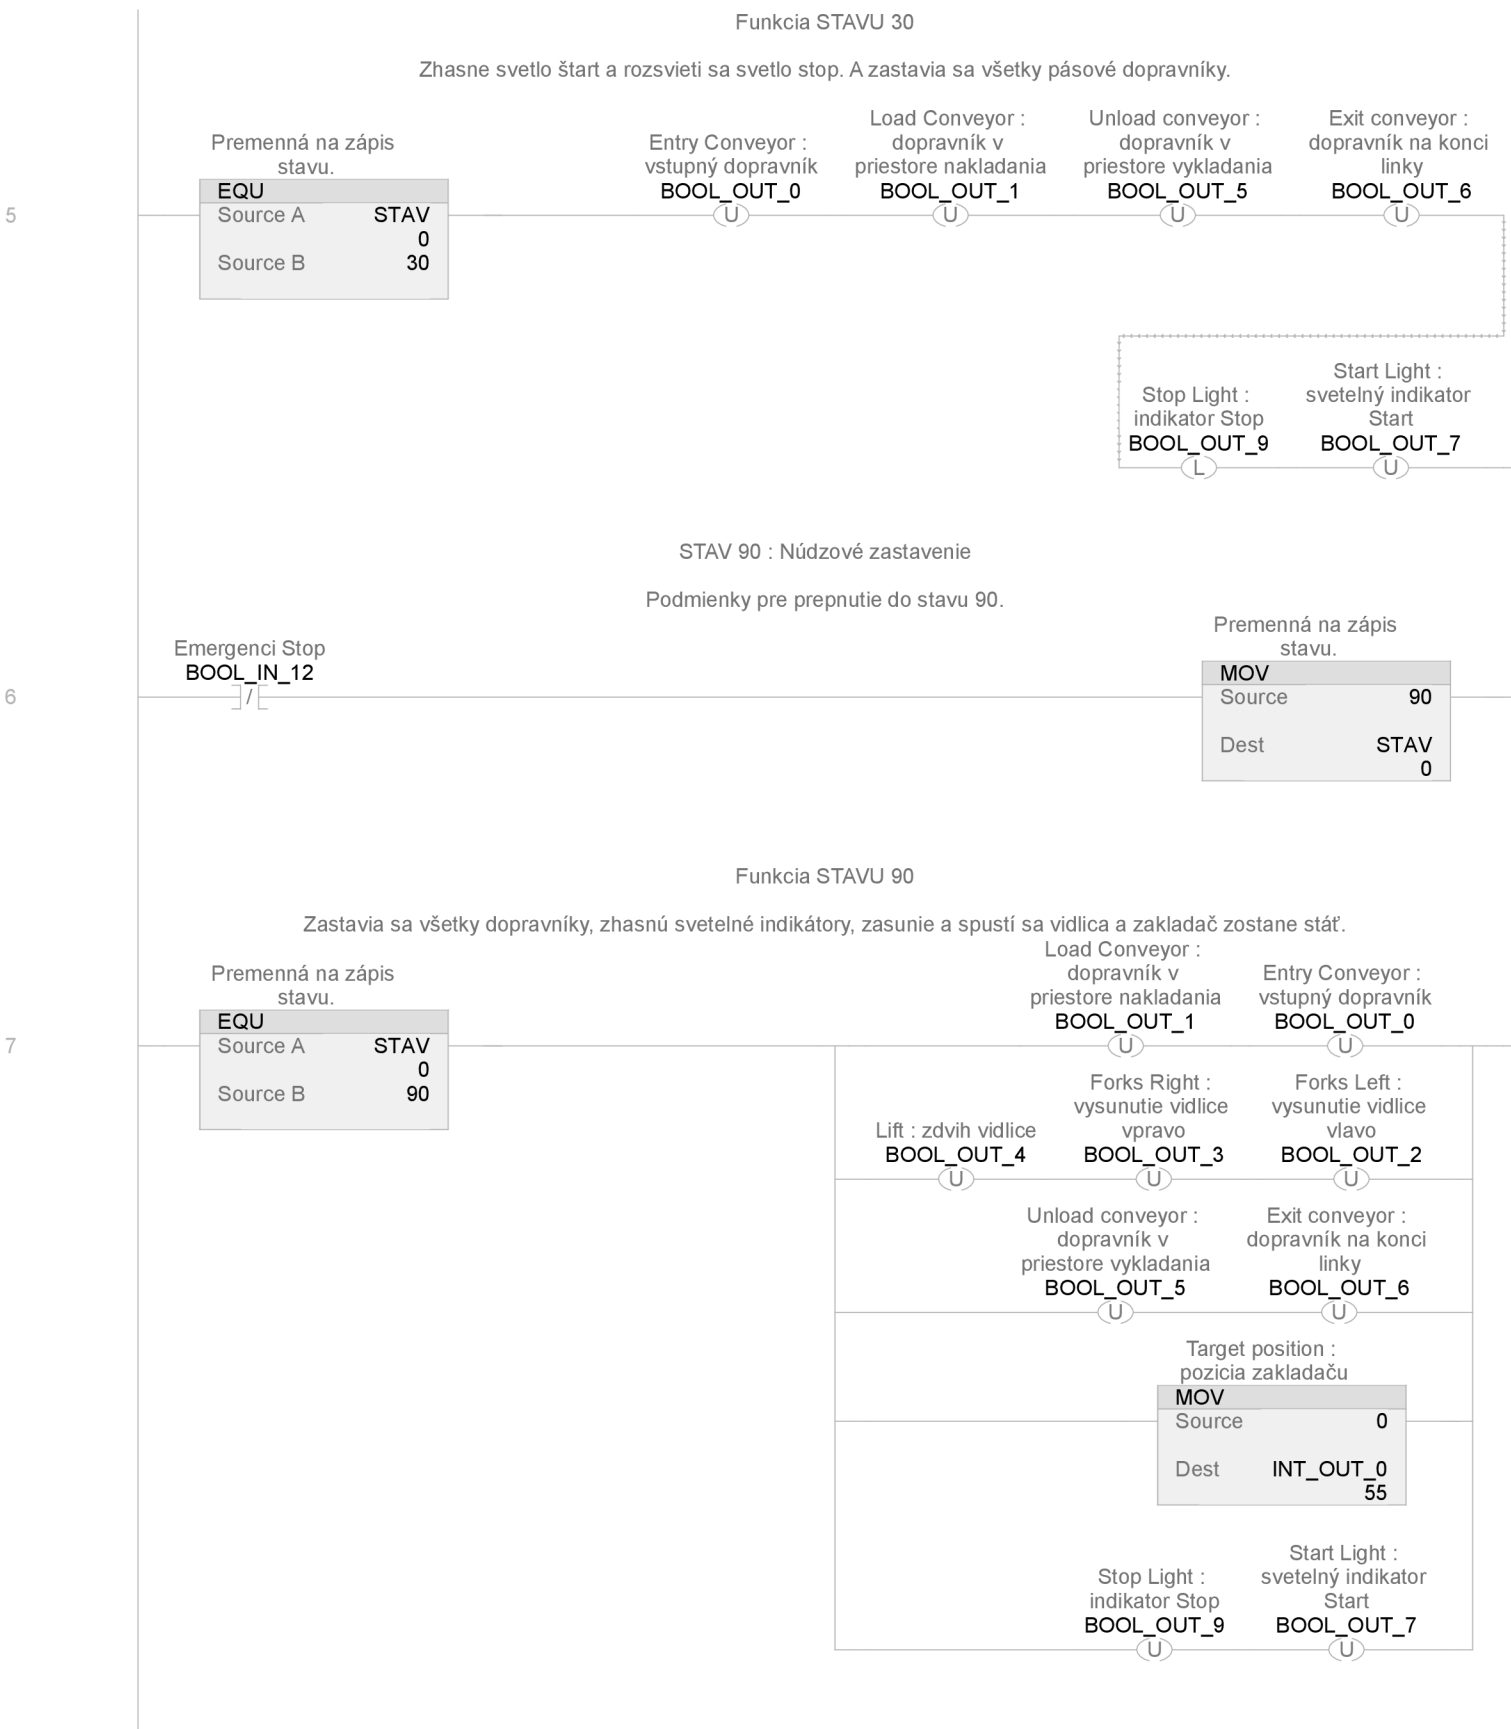 Funkcia STAVU 30
Zhasne svetlo štart a rozsvieti sa svetlo stop. A zastavia sa všetky pásové dopravníky.
Premenná na zápis
stavu.
EQU
Source A STAV
0
Source B 30
Entry Conveyor :
vstupný dopravník
BOOL_OUT_0
U
Load Conveyor :
dopravník v
priestore nakladania
BOOL_OUT_1
U
Unload conveyor :
dopravník v
priestore vykladania
BOOL_OUT_5
U
Exit conveyor :
dopravník na konci
linky
BOOL_OUT_6
U
5
Stop Light :
indikator Stop
BOOL_OUT_9
L
Start Light :
svetelný indikator
Start
BOOL_OUT_7
U
STAV 90 : Núdzové zastavenie
Podmienky pre prepnutie do stavu 90.
Emergenci Stop
BOOL_IN_12
/
6
Premenná na zápis
stavu.
MOV
Source 90
Dest STAV
0
Funkcia STAVU 90
Zastavia sa všetky dopravníky, zhasnú svetelné indikátory, zasunie a spustí sa vidlica a zakladač zostane stáť.
Premenná na zápis
stavu.
EQU
Source A STAV
0
Source B 90
7
Load Conveyor :
dopravník v
priestore nakladania
BOOL_OUT_1
U
Entry Conveyor :
vstupný dopravník
BOOL_OUT_0
U
Lift : zdvih vidlice
BOOL_OUT_4
U
Forks Right :
vysunutie vidlice
vpravo
BOOL_OUT_3
U
Forks Left :
vysunutie vidlice
vlavo
BOOL_OUT_2
U
Unload conveyor :
dopravník v
priestore vykladania
BOOL_OUT_5
U
Exit conveyor :
dopravník na konci
linky
BOOL_OUT_6
U
Target position :
pozicia zakladaču
MOV
Source 0
Dest INT_OUT_0
55
Stop Light :
indikator Stop
BOOL_OUT_9
U
Start Light :
svetelný indikator
Start
BOOL_OUT_7
U